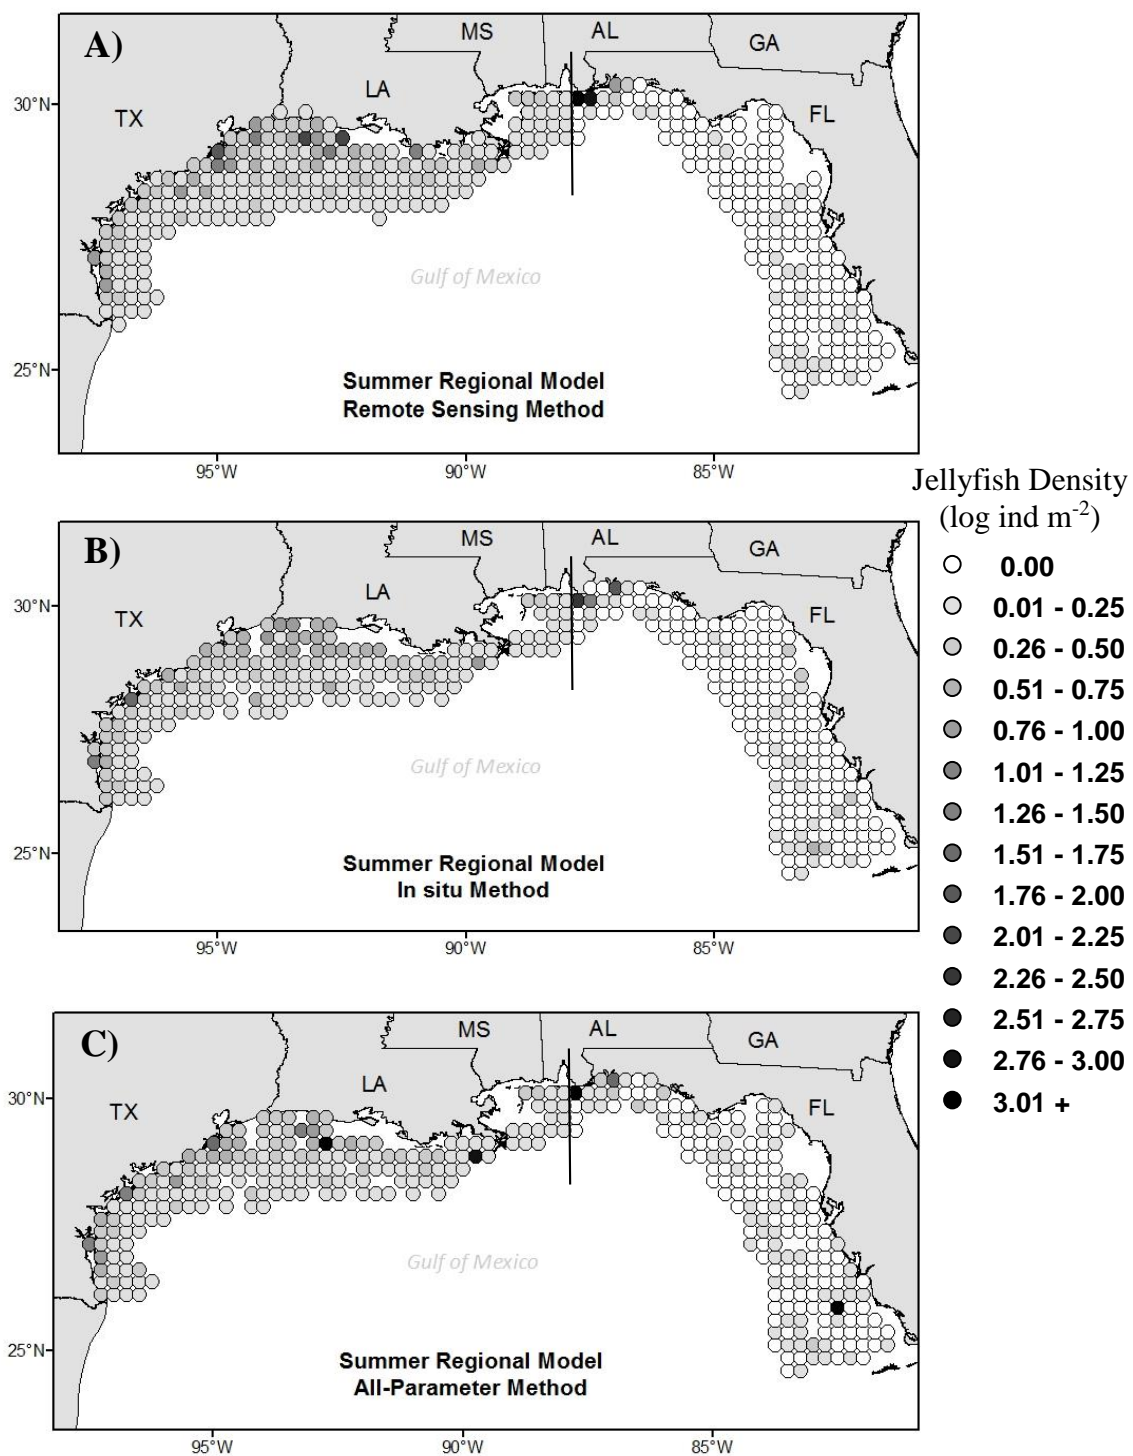 A)
MS
AL
GA
LA
TX
FL
30°N
25°N
Gulf of Mexico
Summer Regional Model
Remote Sensing Method
95°W
90°W
85°W
B)
MS
AL
GA
LA
TX
FL
30°N
25°N
Gulf of Mexico
Summer Regional Model
In situ Method
95°W
90°W
85°W
C)
MS
AL
GA
LA
TX
FL
30°N
25°N
Gulf of Mexico
Summer Regional Model
All-Parameter Method
95°W
90°W
85°W
Jellyfish Density
(log ind m⁻²)
0.00
0.01 - 0.25
0.26 - 0.50
0.51 - 0.75
0.76 - 1.00
1.01 - 1.25
1.26 - 1.50
1.51 - 1.75
1.76 - 2.00
2.01 - 2.25
2.26 - 2.50
2.51 - 2.75
2.76 - 3.00
3.01 +